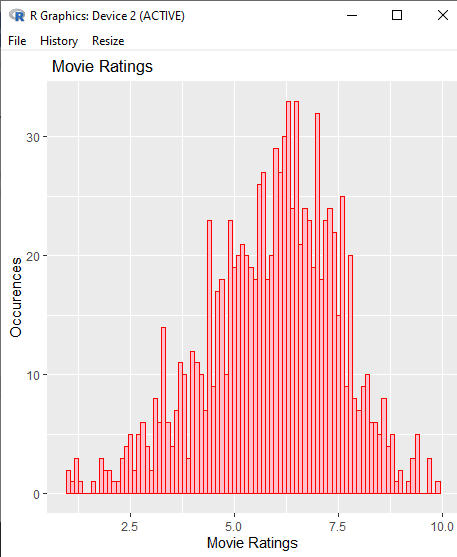 R Graphics: Device 2 (ACTIVE)
File History Resize
Movie Ratings
30
20
10
0
Occurences
2.5 5.0 7.5 10.0
Movie Ratings